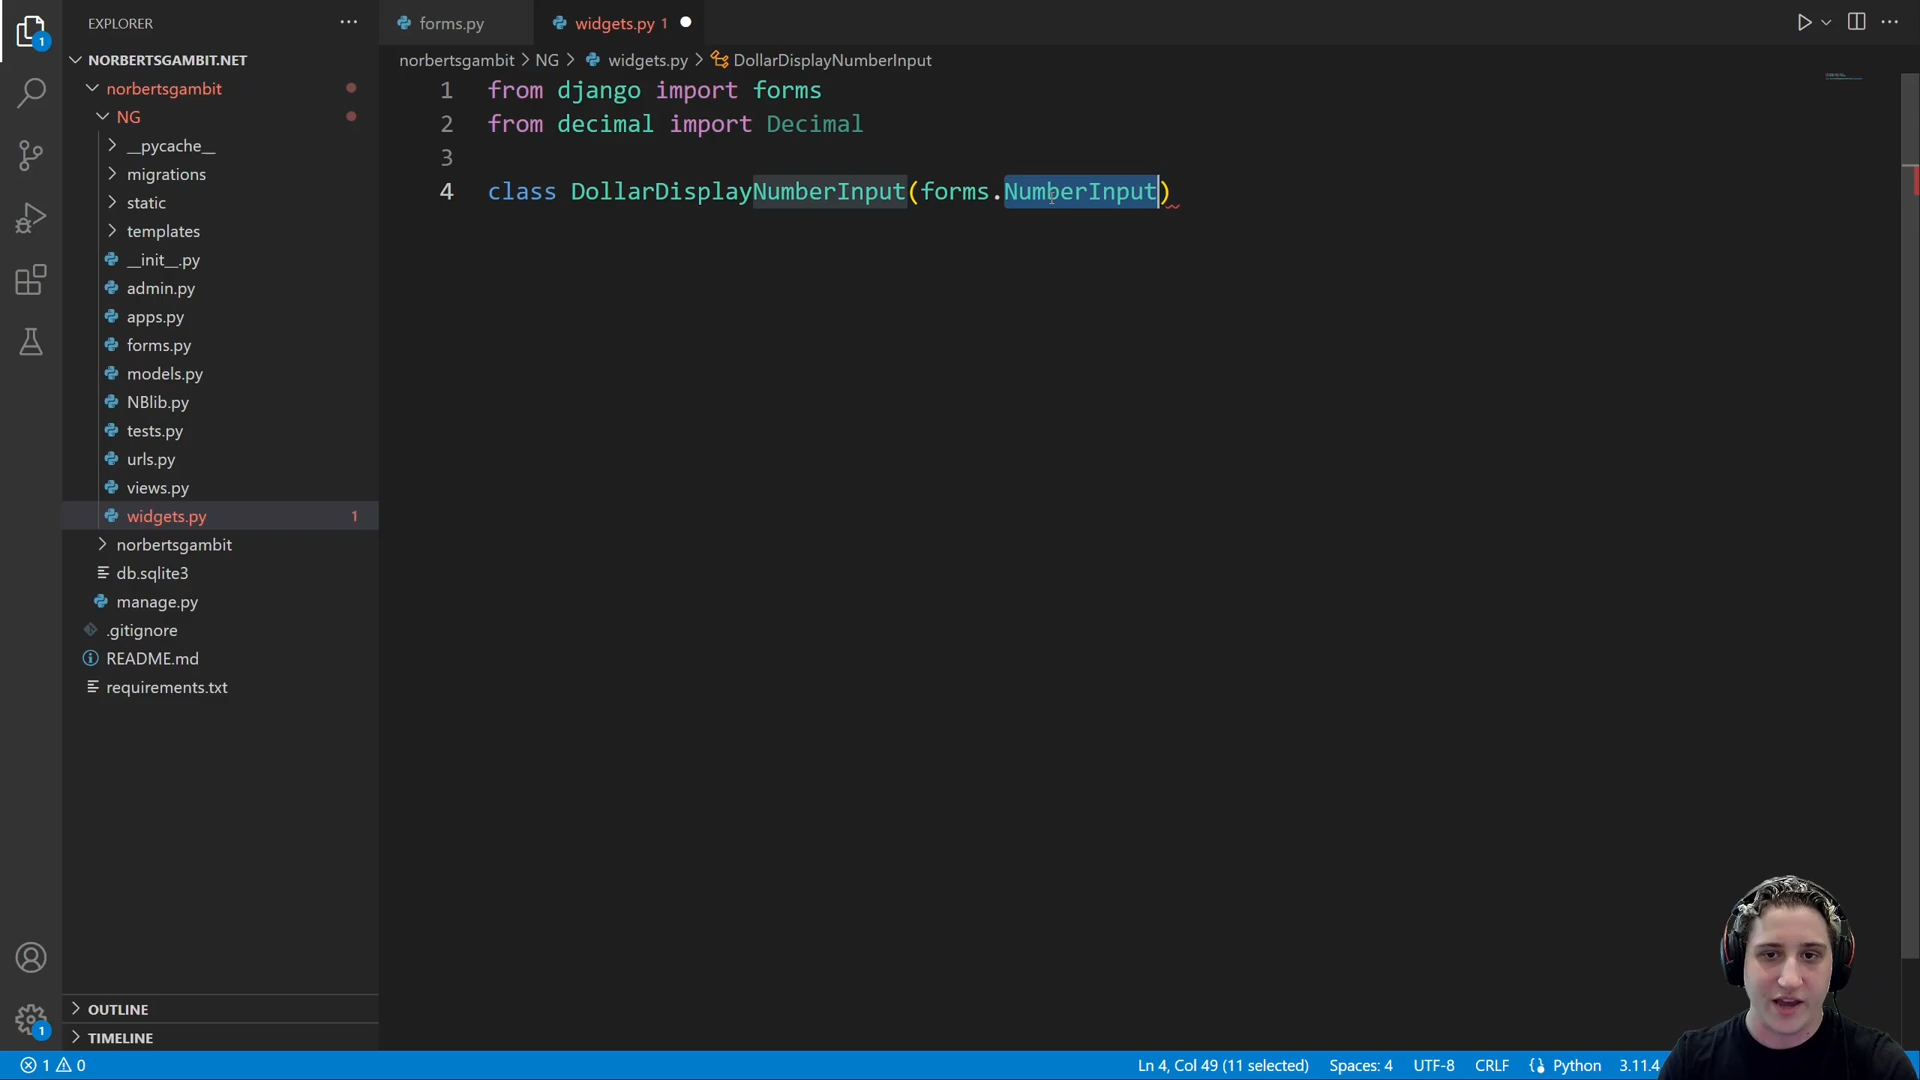 EXPLORER
NORBERTSGAMBIT.NET
norbertsgambit
NG
__pycache__
migrations
static
templates
__init__.py
admin.py
apps.py
forms.py
models.py
NBlib.py
tests.py
urls.py
views.py
widgets.py 1
norbertsgambit
db.sqlite3
manage.py
.gitignore
README.md
requirements.txt
OUTLINE
TIMELINE
1
1
forms.py
widgets.py 1
norbertsgambit > NG > widgets.py > DollarDisplayNumberInput
1 from django import forms
2 from decimal import Decimal
3
4 class DollarDisplayNumberInput(forms.NumberInput)
1 0
Ln 4, Col 49 (11 selected) Spaces: 4 UTF-8 CRLF Python 3.11.4